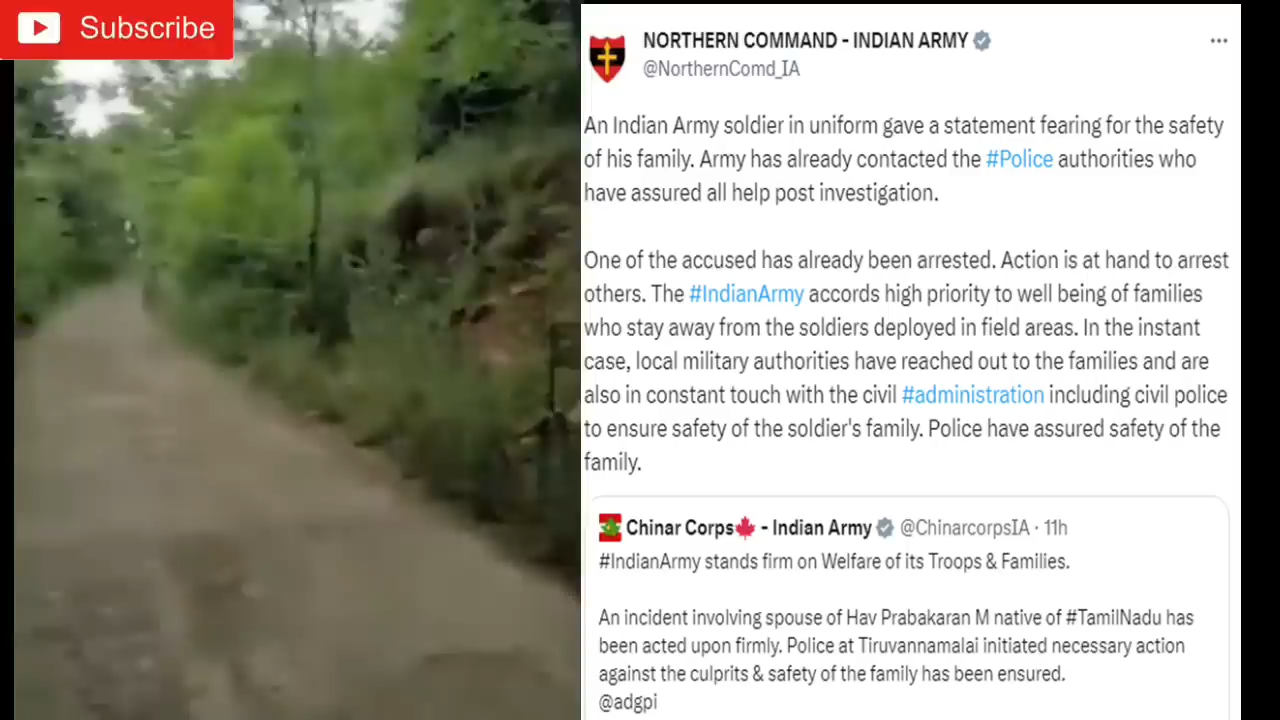 Subscribe
NORTHERN COMMAND - INDIAN ARMY
@NorthernComd_IA
An Indian Army soldier in uniform gave a statement fearing for the safety
of his family. Army has already contacted the #Police authorities who
have assured all help post investigation.
One of the accused has already been arrested. Action is at hand to arrest
others. The #IndianArmy accords high priority to well being of families
who stay away from the soldiers deployed in field areas. In the instant
case, local military authorities have reached out to the families and are
also in constant touch with the civil #administration including civil police
to ensure safety of the soldier's family. Police have assured safety of the
family.
Chinar Corps🍁 - Indian Army @ChinarcorpsIA · 11h
#IndianArmy stands firm on Welfare of its Troops & Families.
An incident involving spouse of Hav Prabakaran M native of #TamilNadu has
been acted upon firmly. Police at Tiruvannamalai initiated necessary action
against the culprits & safety of the family has been ensured.
@adgpi